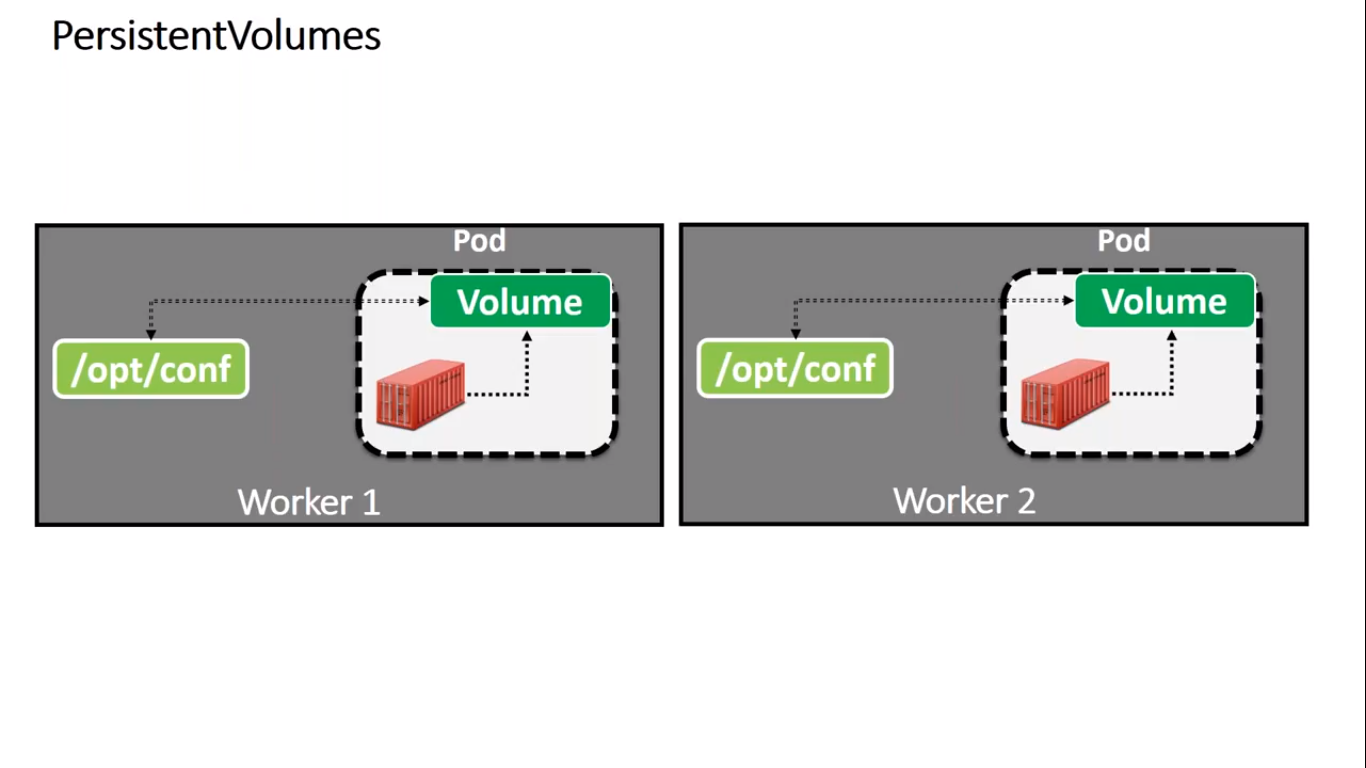 PersistentVolumes
Pod
Volume
/opt/conf
Worker 1
Pod
Volume
/opt/conf
Worker 2